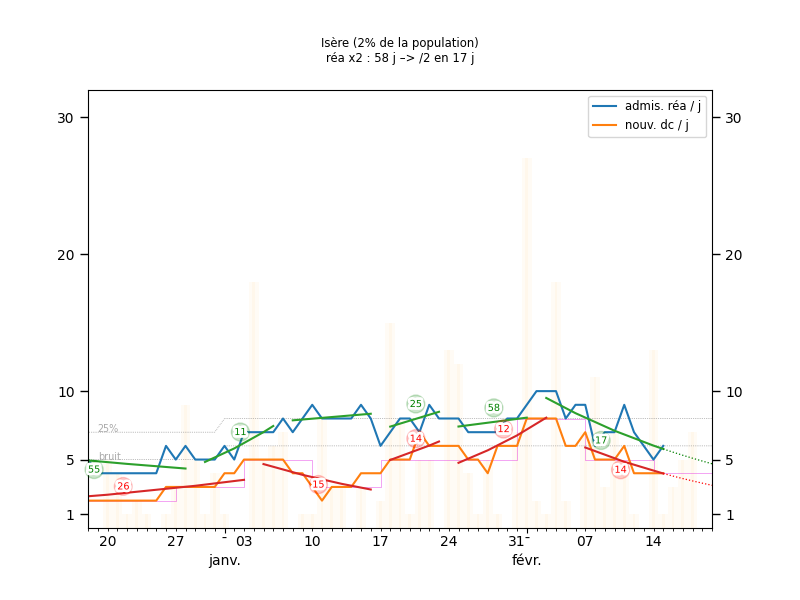 Isère (2% de la population)
réa x2 : 58 j –> /2 en 17 j
admis. réa / j
nouv. dc / j
30 30
20 20
10 10
5 5
1 1
25%
bruit
55 26 11 15 25 14 58 12 17 14
20 27 - 03 10 17 24 31- 07 14
janv. févr.